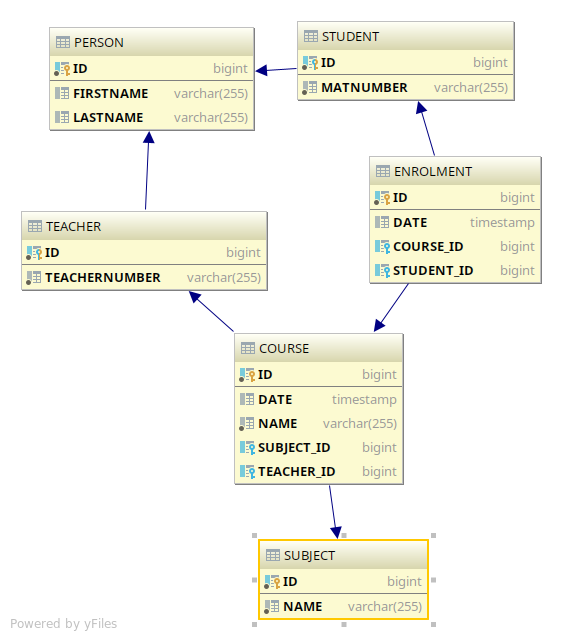 PERSON
ID bigint
FIRSTNAME varchar(255)
LASTNAME varchar(255)
STUDENT
ID bigint
MATNUMBER varchar(255)
ENROLMENT
ID bigint
DATE timestamp
COURSE_ID bigint
STUDENT_ID bigint
TEACHER
ID bigint
TEACHERNUMBER varchar(255)
COURSE
ID bigint
DATE timestamp
NAME varchar(255)
SUBJECT_ID bigint
TEACHER_ID bigint
SUBJECT
ID bigint
NAME varchar(255)
Powered by yFiles